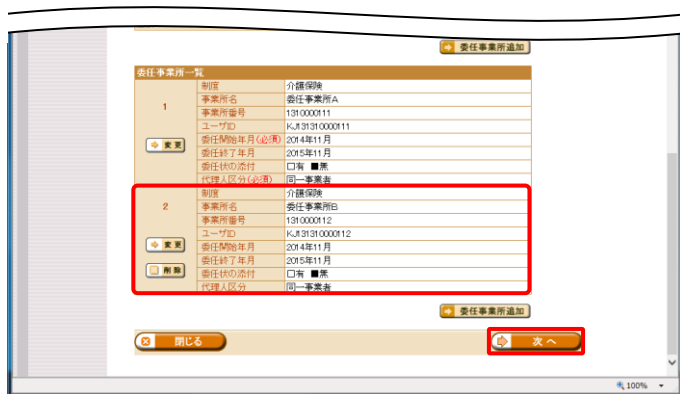 委任事業所追加
委任事業所一覧
1
変更
制度 介護保険
事業所名 委任事業所A
事業所番号 1310000111
ユーザID KJ131310000111
委任開始年月(必須) 2014年11月
委任終了年月 2015年11月
委任状の添付 □有 ■無
代理人区分(必須) 同一事業者
2
変更
削除
制度 介護保険
事業所名 委任事業所B
事業所番号 1310000112
ユーザID KJ131310000112
委任開始年月 2014年11月
委任終了年月 2015年11月
委任状の添付 □有 ■無
代理人区分 同一事業者
委任事業所追加
閉じる
次へ
100%